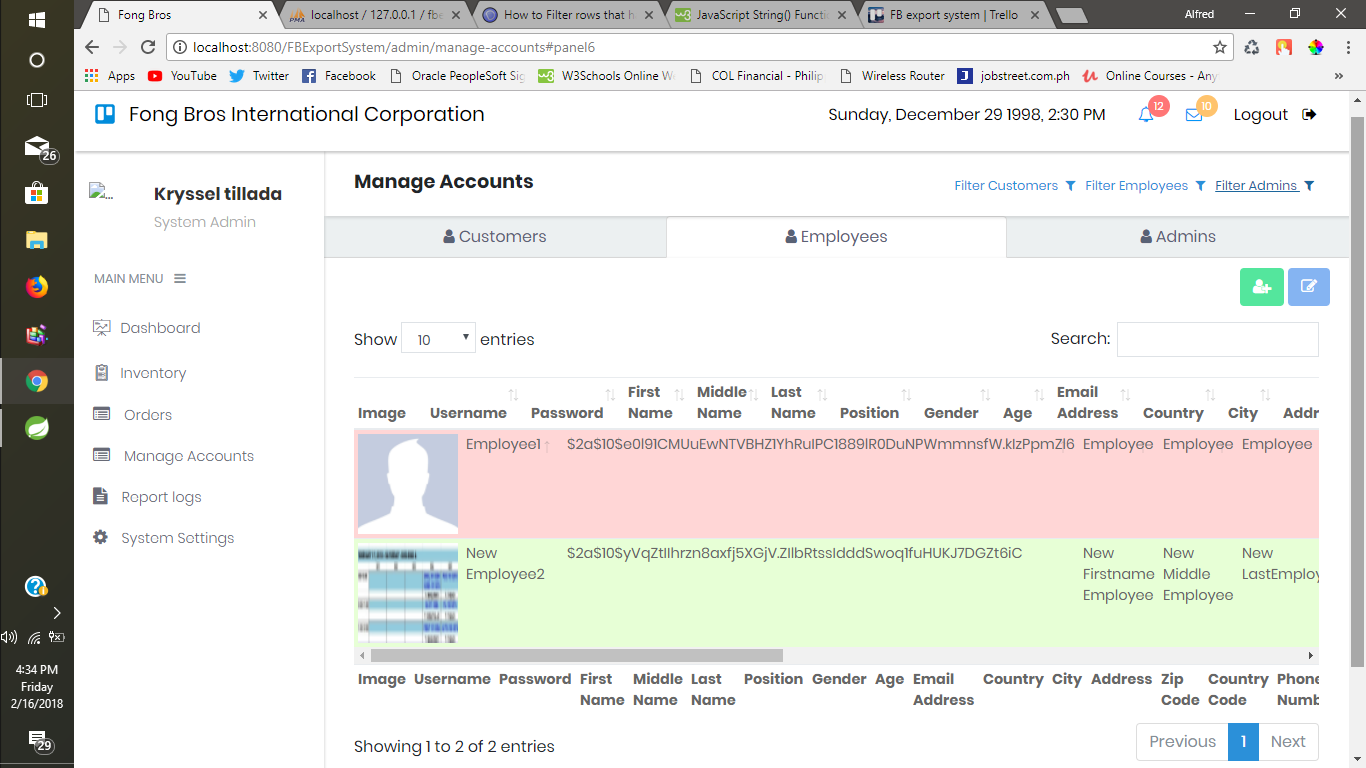 Fong Bros
localhost / 127.0.0.1 / fbe
How to Filter rows that h
JavaScript String() Functi
FB export system | Trello
Alfred
localhost:8080/FBExportSystem/admin/manage-accounts#panel6
Apps
YouTube
Twitter
Facebook
Oracle PeopleSoft Sig
W3Schools Online W
COL Financial - Philip
Wireless Router
jobstreet.com.ph
Online Courses - Any
Fong Bros International Corporation
Sunday, December 29 1998, 2:30 PM
12
10
Logout
Kryssel tillada
System Admin
MAIN MENU
Dashboard
Inventory
Orders
Manage Accounts
Report logs
System Settings
Manage Accounts
Filter Customers
Filter Employees
Filter Admins
Customers
Employees
Admins
Show 10 entries
Search:
Image Username Password First Name Middle Name Last Name Position Gender Age Email Address Country City Addr
Employee1 Employee Employee Employee
New Employee2 New Firstname Employee New Middle Employee New LastEmploy
Image Username Password First Name Middle Name Last Name Position Gender Age Email Address Country City Address Zip Code Country Code Phone Numb
Showing 1 to 2 of 2 entries
Previous 1 Next
26
4:34 PM
Friday
2/16/2018
29